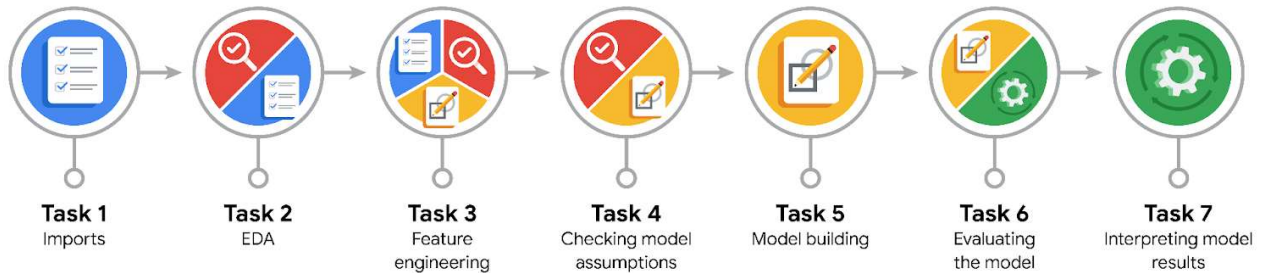 Task 1
Imports
Task 2
EDA
Task 3
Feature
engineering
Task 4
Checking model
assumptions
Task 5
Model building
Task 6
Evaluating
the model
Task 7
Interpreting model
results